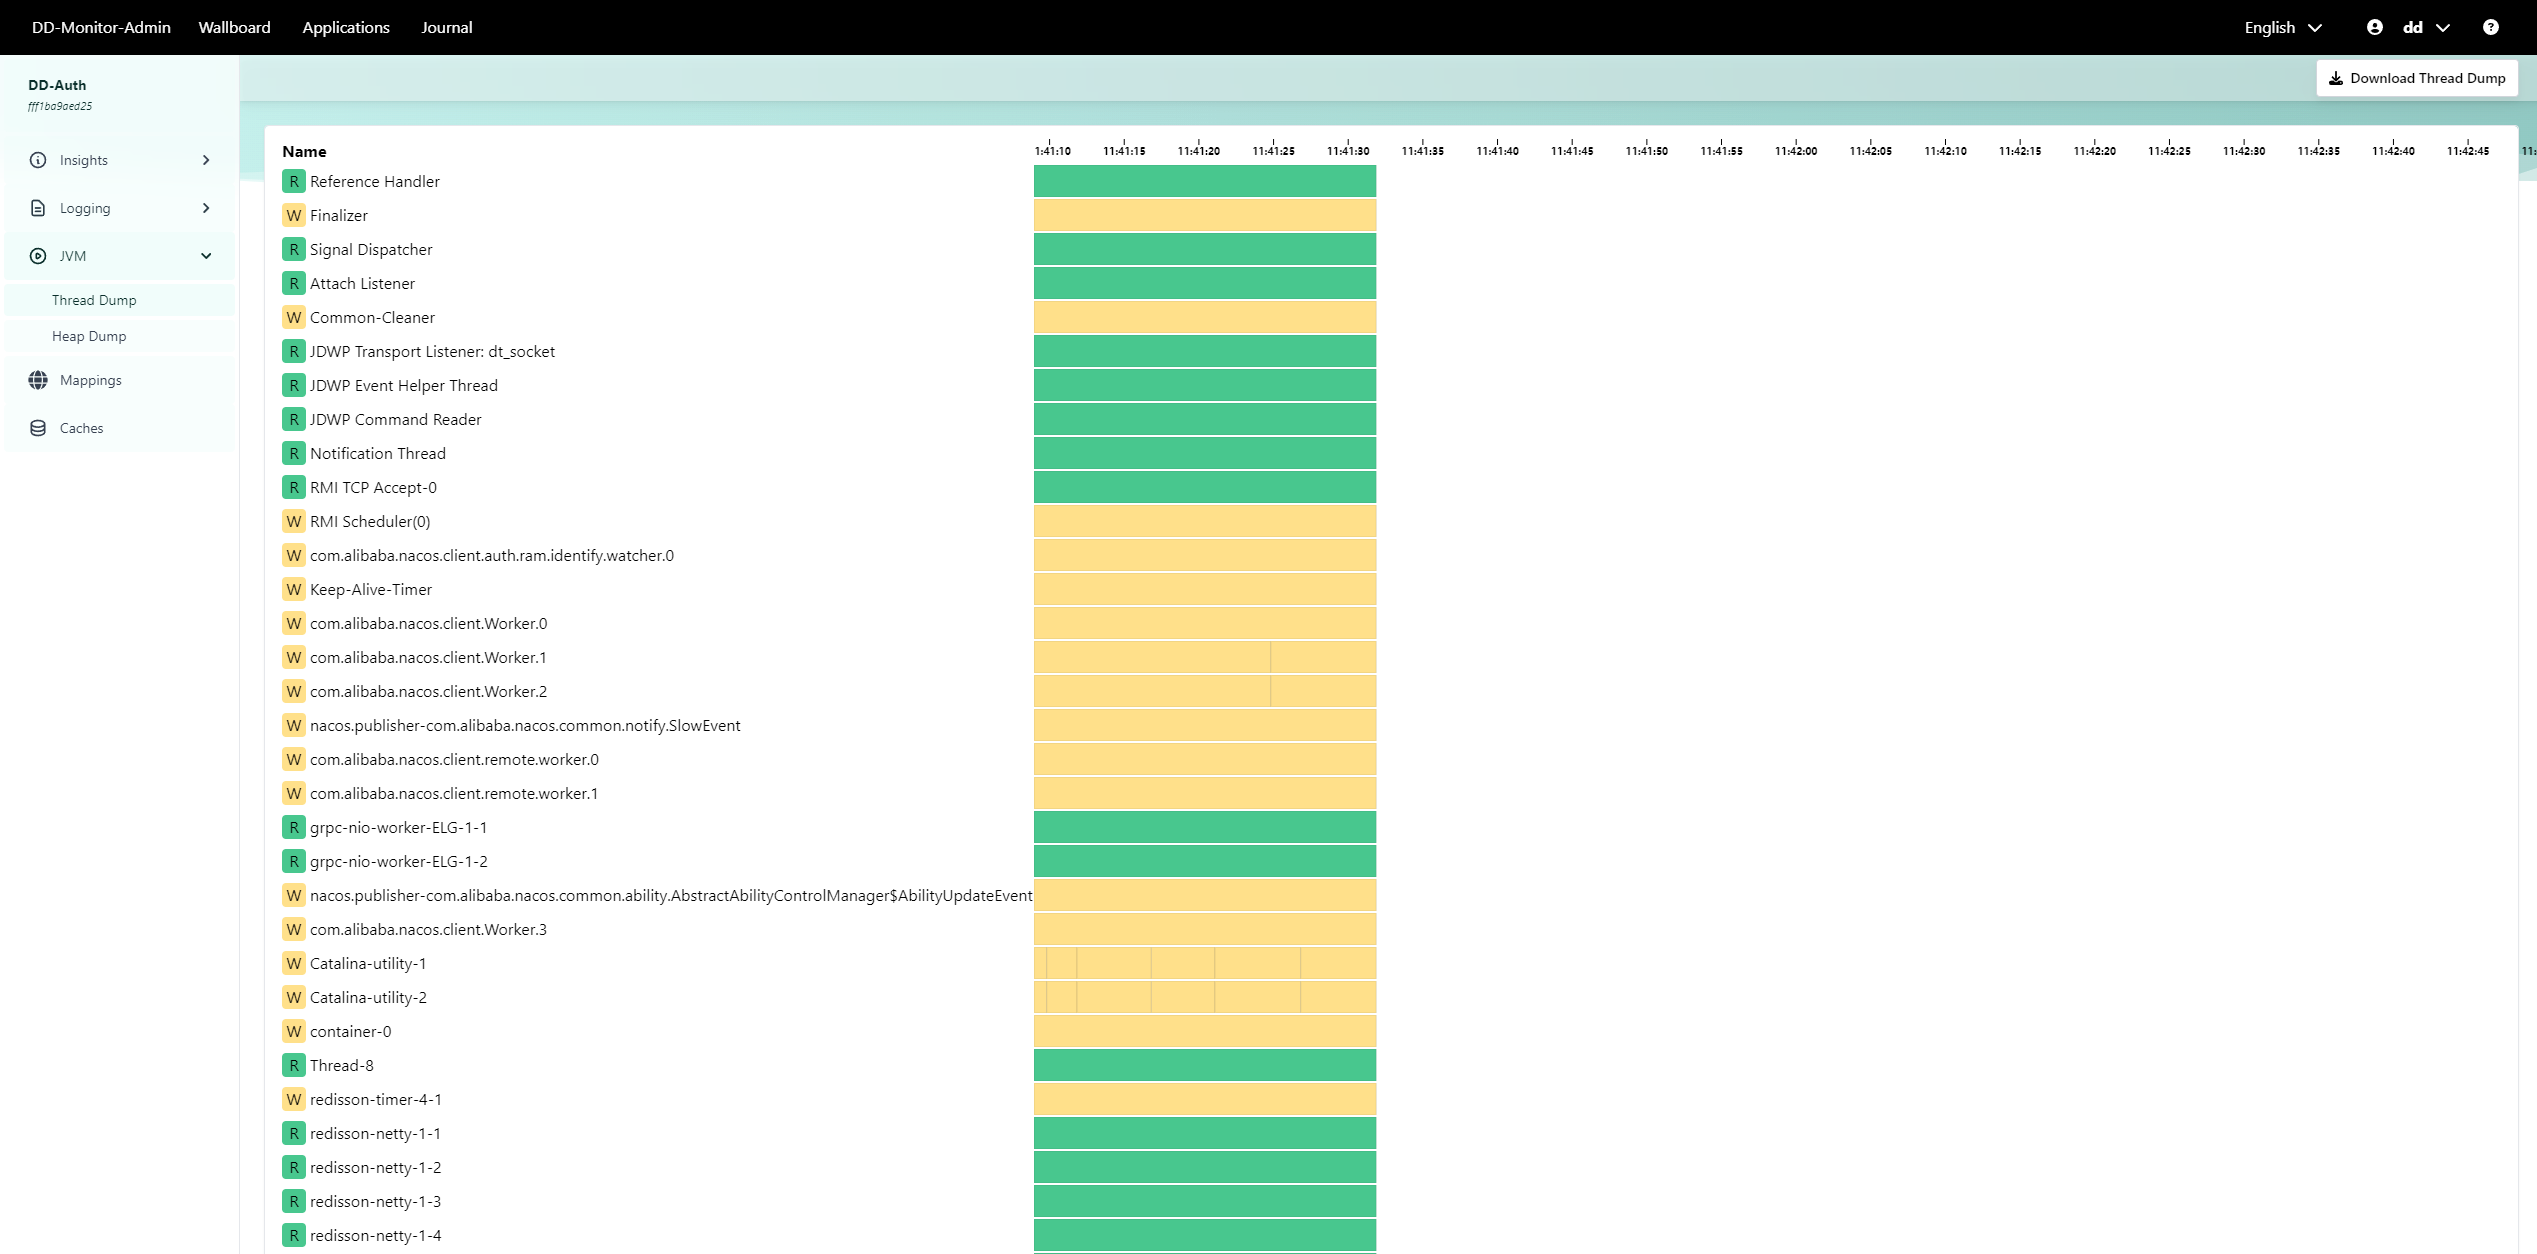 DD-Monitor-Admin Wallboard Applications Journal English dd
DD-Auth
fff1ba9aed25
Download Thread Dump
Insights
Logging
JVM
Thread Dump
Heap Dump
Mappings
Caches
Name 1:41:10 11:41:15 11:41:20 11:41:25 11:41:30 11:41:35 11:41:40 11:41:45 11:41:50 11:41:55 11:42:00 11:42:05 11:42:10 11:42:15 11:42:20 11:42:25 11:42:30 11:42:35 11:42:40 11:42:45 11:
R Reference Handler
W Finalizer
R Signal Dispatcher
R Attach Listener
W Common-Cleaner
R JDWP Transport Listener: dt_socket
R JDWP Event Helper Thread
R JDWP Command Reader
R Notification Thread
R RMI TCP Accept-0
W RMI Scheduler(0)
W com.alibaba.nacos.client.auth.ram.identify.watcher.0
W Keep-Alive-Timer
W com.alibaba.nacos.client.Worker.0
W com.alibaba.nacos.client.Worker.1
W com.alibaba.nacos.client.Worker.2
W nacos.publisher-com.alibaba.nacos.common.notify.SlowEvent
W com.alibaba.nacos.client.remote.worker.0
W com.alibaba.nacos.client.remote.worker.1
R grpc-nio-worker-ELG-1-1
R grpc-nio-worker-ELG-1-2
W nacos.publisher-com.alibaba.nacos.common.ability.AbstractAbilityControlManager$AbilityUpdateEvent
W com.alibaba.nacos.client.Worker.3
W Catalina-utility-1
W Catalina-utility-2
W container-0
R Thread-8
W redisson-timer-4-1
R redisson-netty-1-1
R redisson-netty-1-2
R redisson-netty-1-3
R redisson-netty-1-4